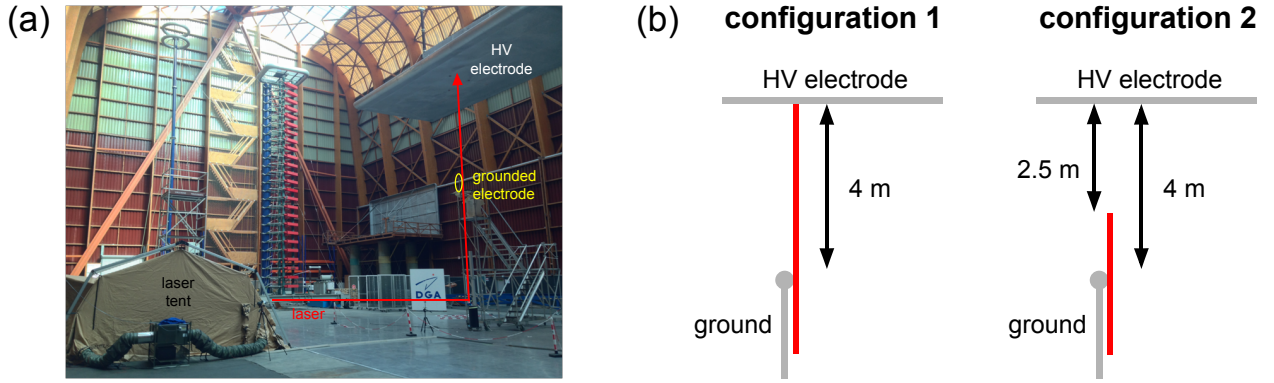 (a)
HV
electrode
grounded
electrode
laser
tent
DGA
laser
(b)
configuration 1
HV electrode
4 m
ground
configuration 2
HV electrode
2.5 m
4 m
ground